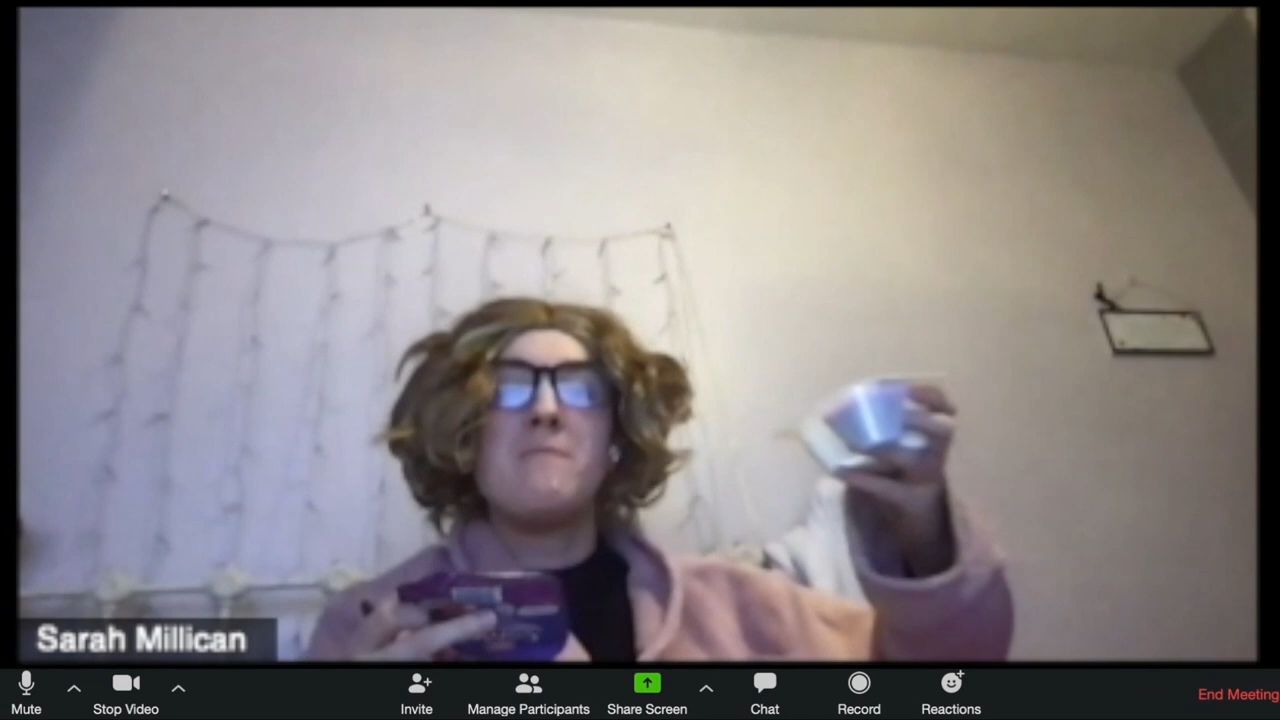 Sarah Millican
Mute
Stop Video
Invite
Manage Participants
Share Screen
Chat
Record
Reactions
End Meeting